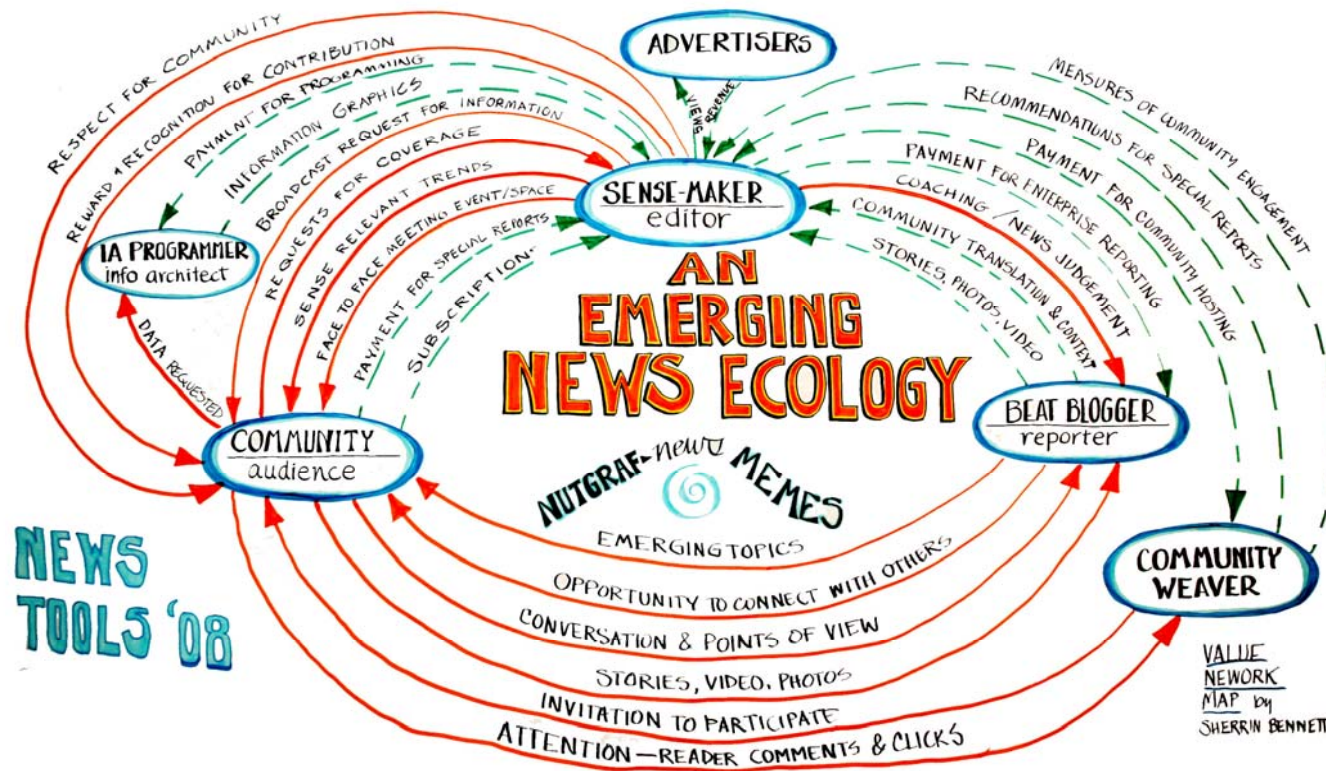 ADVERTISERS
VIEWS
REVENUE
RESPECT FOR COMMUNITY
REWARD & RECOGNITION FOR CONTRIBUTION
PAYMENT FOR PROGRAMMING
INFORMATION GRAPHICS
BROADCAST REQUEST FOR INFORMATION
REQUESTS FOR COVERAGE
SENSE RELEVANT TRENDS
FACE TO FACE MEETING EVENT/SPACE
PAYMENT FOR SPECIAL REPORTS
SUBSCRIPTIONS
SENSE-MAKER
editor
MEASURES OF COMMUNITY ENGAGEMENT
RECOMMENDATIONS FOR SPECIAL REPORTS
PAYMENT FOR COMMUNITY HOSTING
PAYMENT FOR ENTERPRISE REPORTING
COACHING / NEWS JUDGEMENT
COMMUNITY TRANSLATION & CONTEXT
STORIES, PHOTOS, VIDEO
IA PROGRAMMER
info architect
DATA REQUESTED
AN
EMERGING
NEWS ECOLOGY
COMMUNITY
audience
BEAT BLOGGER
reporter
NUTGRAF-news MEMES
COMMUNITY
WEAVER
EMERGING TOPICS
OPPORTUNITY TO CONNECT WITH OTHERS
CONVERSATION & POINTS OF VIEW
STORIES, VIDEO, PHOTOS
INVITATION TO PARTICIPATE
ATTENTION—READER COMMENTS & CLICKS
NEWS
TOOLS '08
VALUE
NEWORK
MAP by
SHERRIN BENNETT